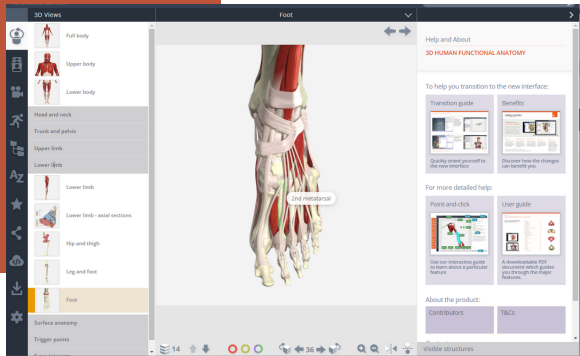 3D Views
Foot
Full body
Upper body
Lower body
Head and neck
Trunk and pelvis
Upper limb
Lower limb
Lower limb
Lower limb - axial sections
Hip and thigh
Leg and foot
Foot
Surface anatomy
Trigger points
AZ
2nd metatarsal
14
36
Help and About
3D HUMAN FUNCTIONAL ANATOMY
To help you transition to the new interface:
Transition guide
Quickly orient yourself to the
new interface
Benefits
Discover how the changes
can benefit you
For more detailed help:
Point-and-click
Use our interactive guide
to learn about a particular
feature
User guide
A downloadable PDF
document which guides
you through the major
features.
About the product:
Contributors
T&Cs
Visible structures